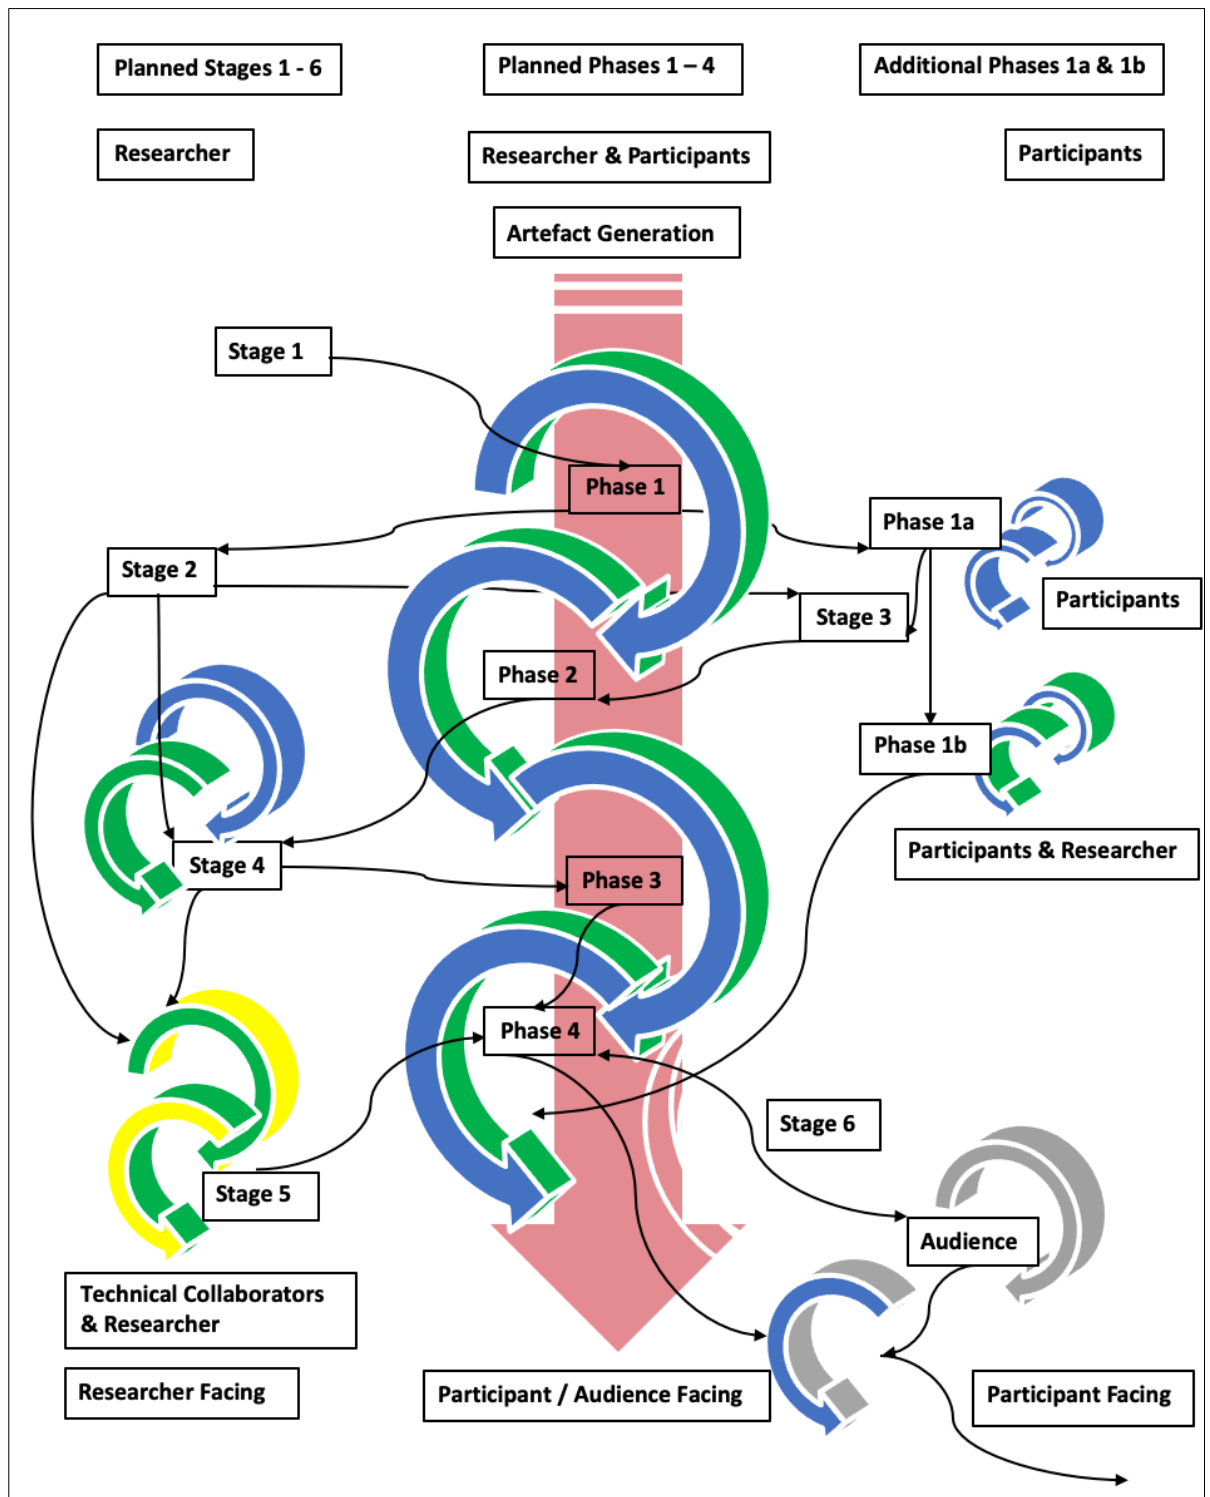 Planned Stages 1 - 6
Planned Phases 1 – 4
Additional Phases 1a & 1b
Researcher
Researcher & Participants
Participants
Artefact Generation
Stage 1
Phase 1
Phase 1a
Stage 2
Participants
Stage 3
Phase 2
Phase 1b
Participants & Researcher
Stage 4
Phase 3
Phase 4
Stage 6
Stage 5
Audience
Technical Collaborators
& Researcher
Researcher Facing
Participant / Audience Facing
Participant Facing